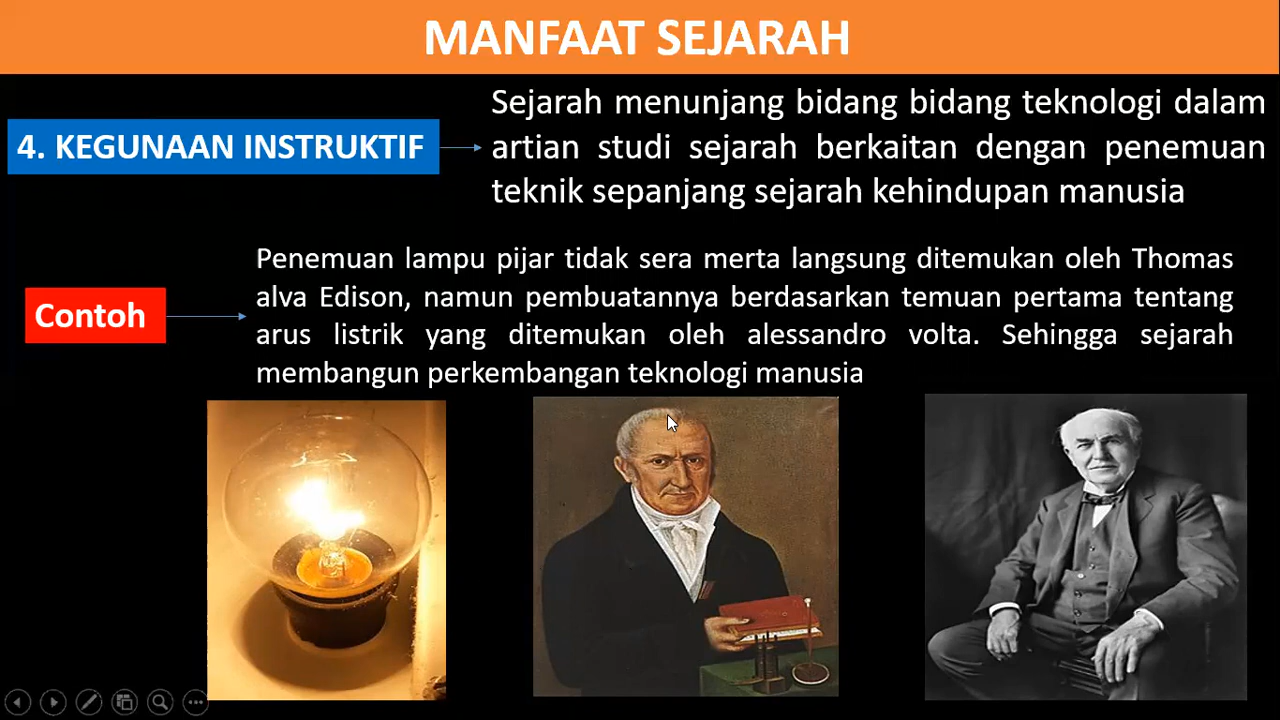 MANFAAT SEJARAH
4. KEGUNAAN INSTRUKTIF
Sejarah menunjang bidang bidang teknologi dalam
artian studi sejarah berkaitan dengan penemuan
teknik sepanjang sejarah kehindupan manusia
Contoh
Penemuan lampu pijar tidak sera merta langsung ditemukan oleh Thomas
alva Edison, namun pembuatannya berdasarkan temuan pertama tentang
arus listrik yang ditemukan oleh alessandro volta. Sehingga sejarah
membangun perkembangan teknologi manusia